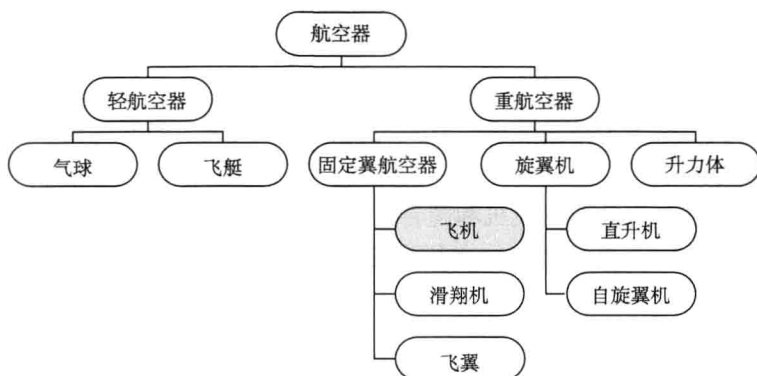 航空器
轻航空器
重航空器
气球
飞艇
固定翼航空器
旋翼机
升力体
飞机
直升机
滑翔机
自旋翼机
飞翼